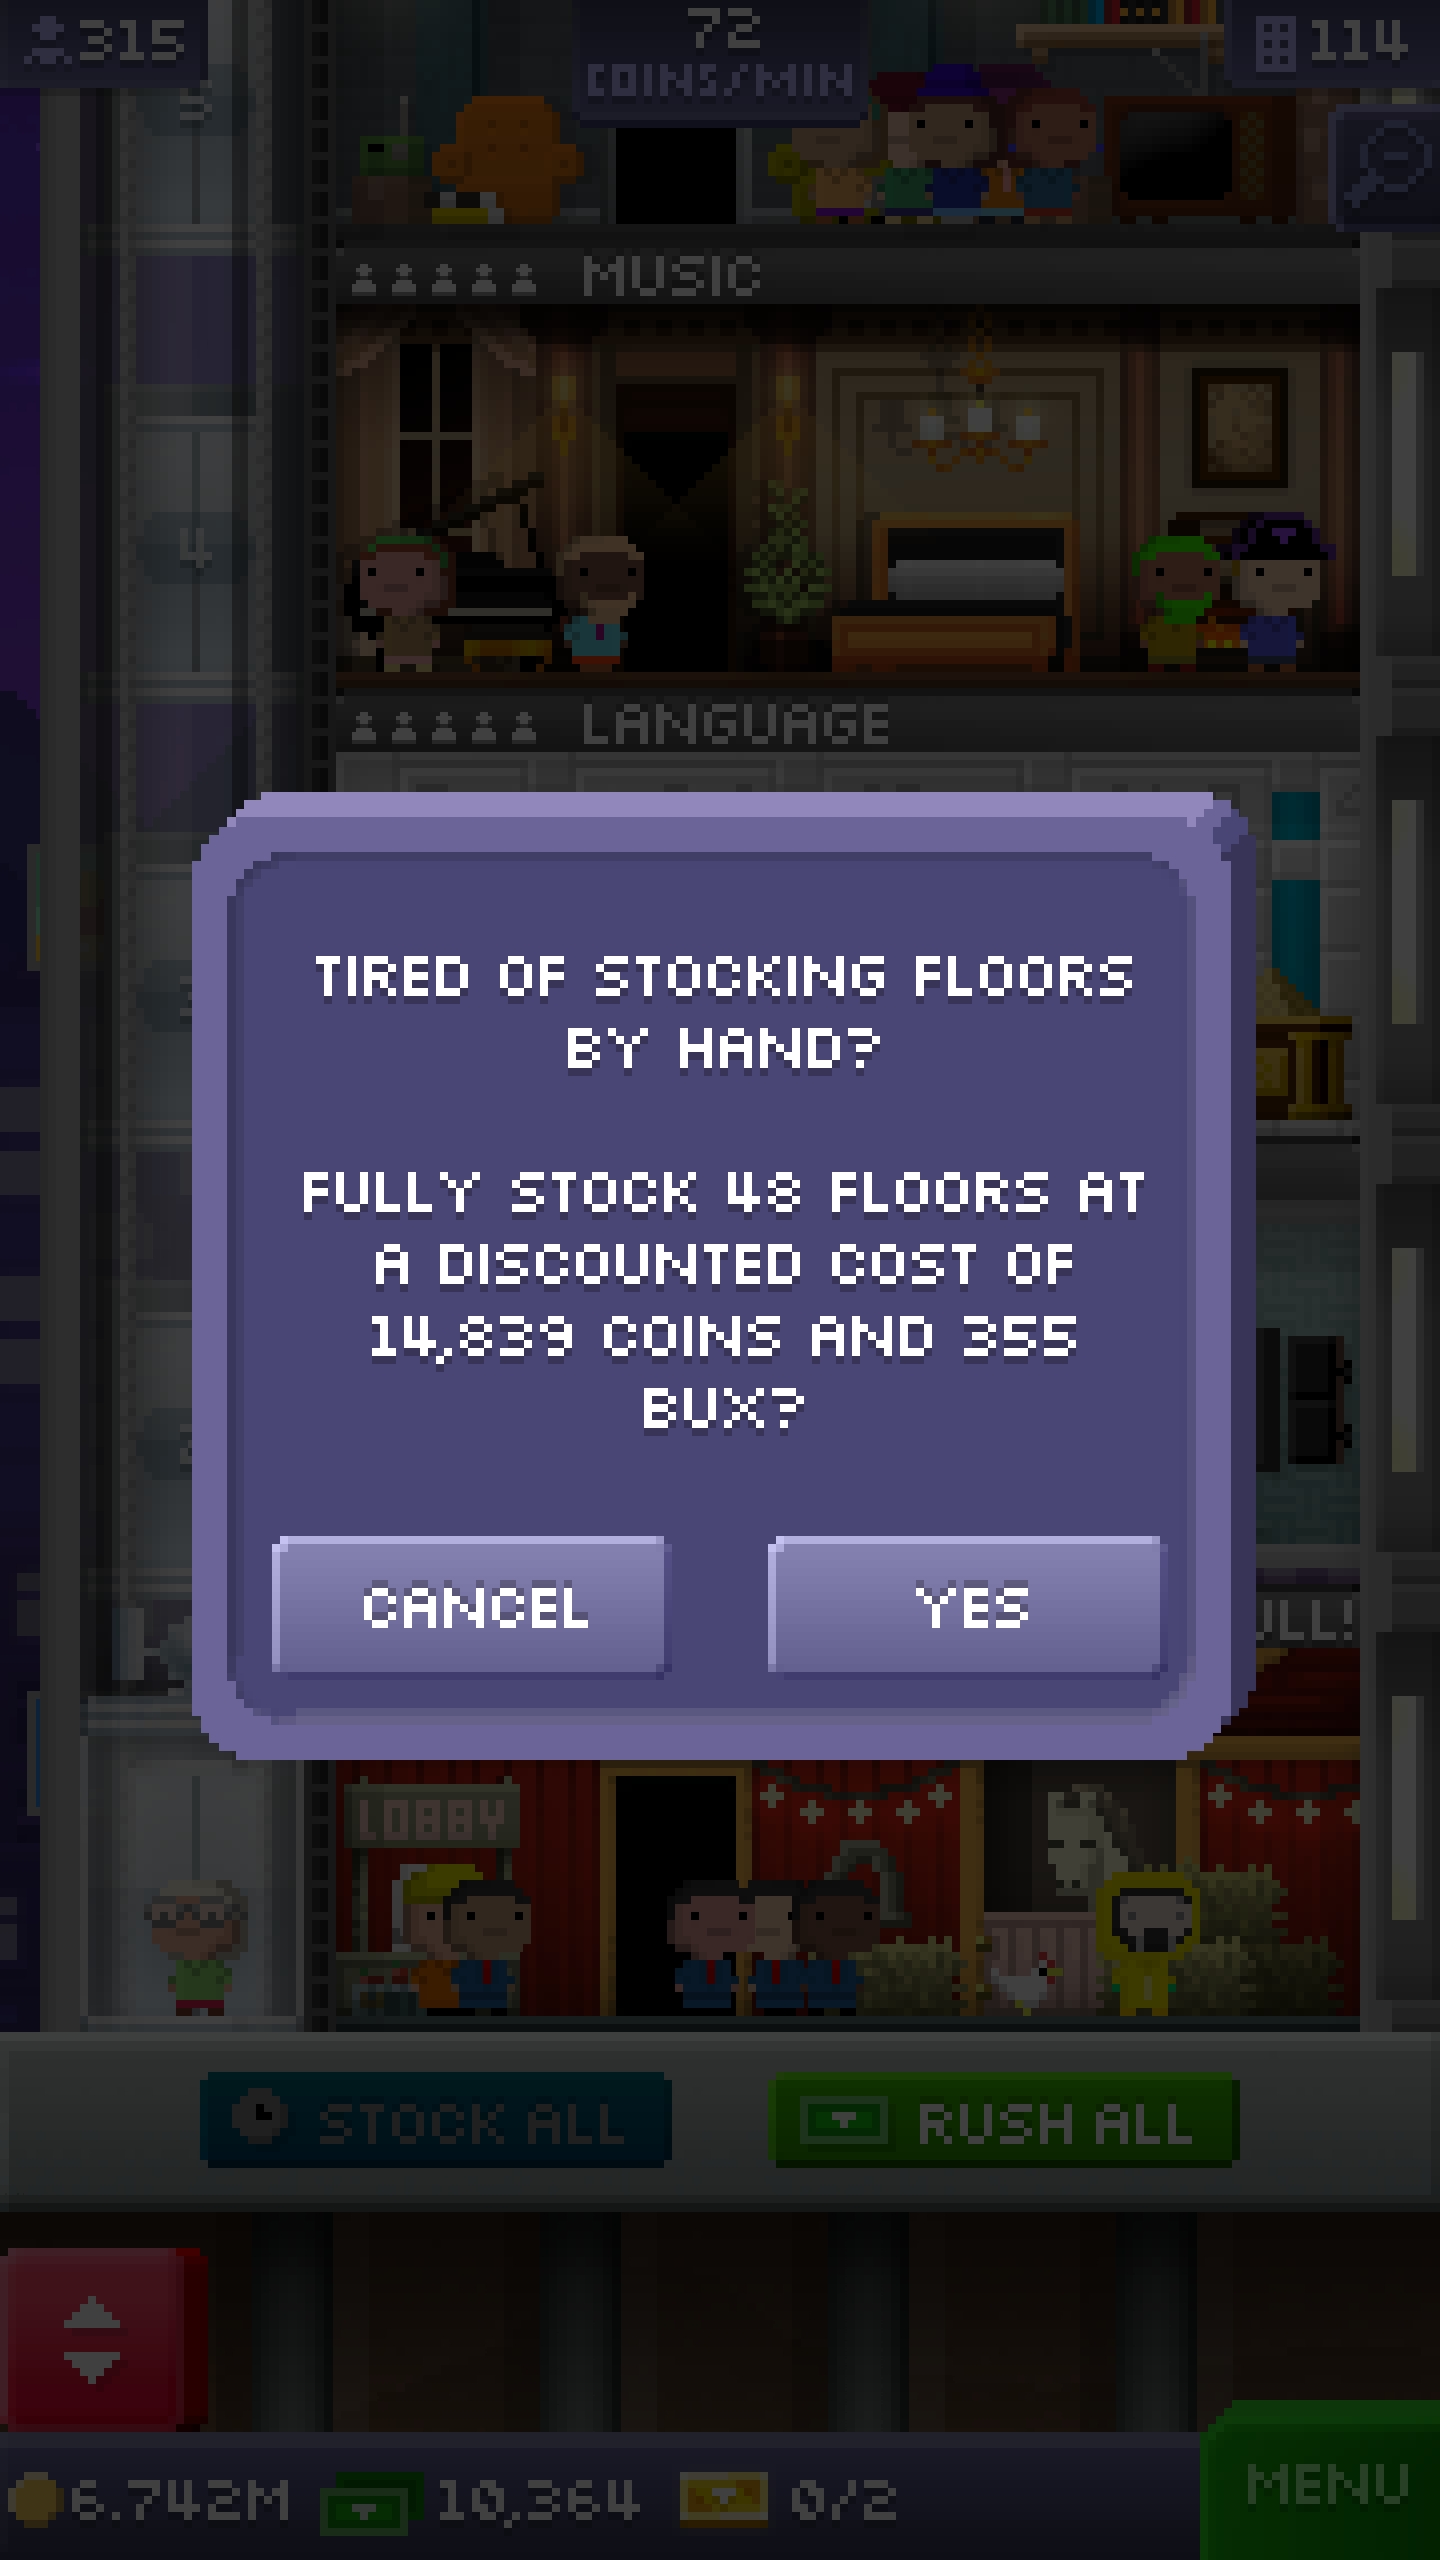 315
72
COINS/MIN
114
5
MUSIC
4
LANGUAGE
TIRED OF STOCKING FLOORS
BY HAND?
FULLY STOCK 48 FLOORS AT
A DISCOUNTED COST OF
14,839 COINS AND 355
BUX?
CANCEL
YES
LOBBY
STOCK ALL
RUSH ALL
6.742M
10,364
0/2
MENU